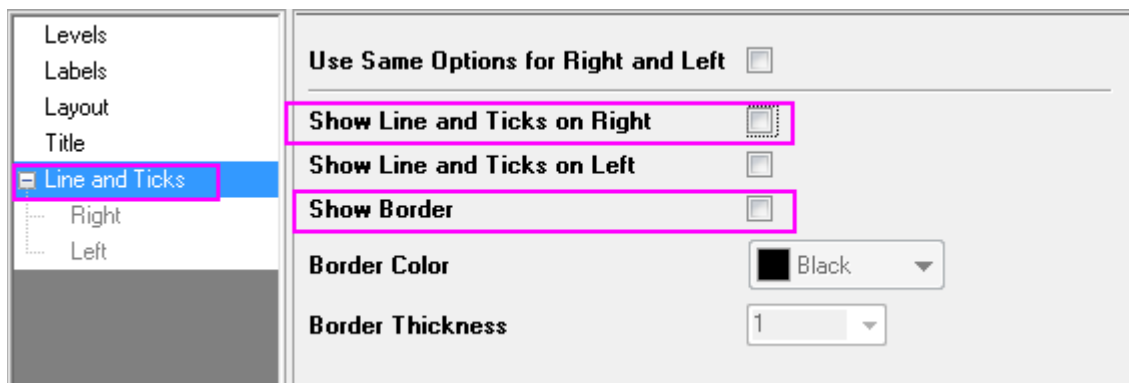 Levels
Labels
Layout
Title
Line and Ticks
Right
Left
Use Same Options for Right and Left
Show Line and Ticks on Right
Show Line and Ticks on Left
Show Border
Border Color
Black
Border Thickness
1